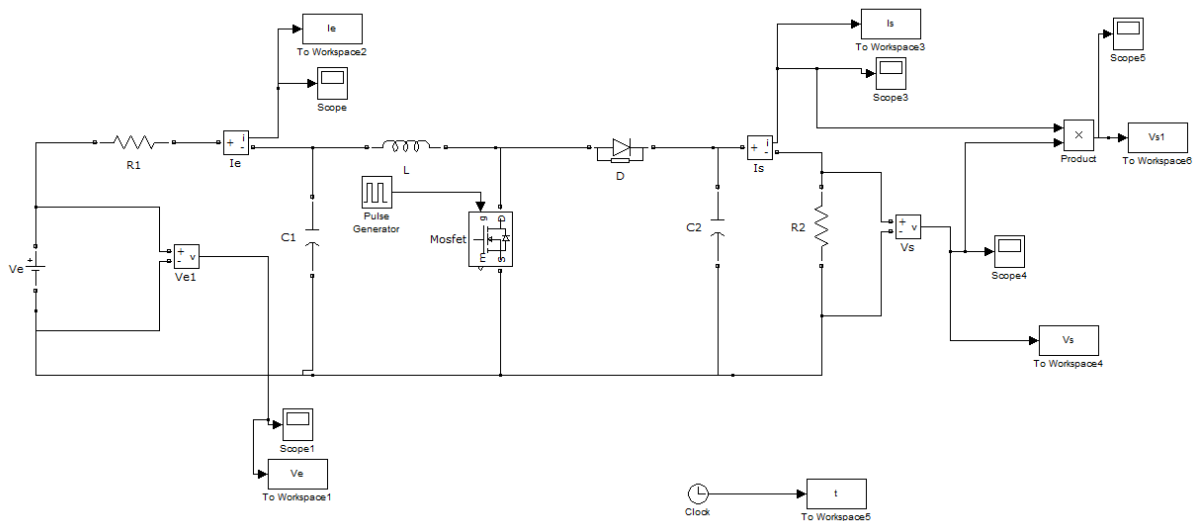 Ie
To Workspace2
Scope
Is
To Workspace3
Scope3
Scope5
Vs1
To Workspace6
×
Product
R1
+
i
-
Ie
L
D
+
i
-
Is
Pulse
Generator
g
D
m
S
Mosfet
C1
C2
R2
+
-
v
Vs
Scope4
Ve
+
+
-
v
Ve1
Vs
To Workspace4
Scope1
Ve
To Workspace1
Clock
t
To Workspace5